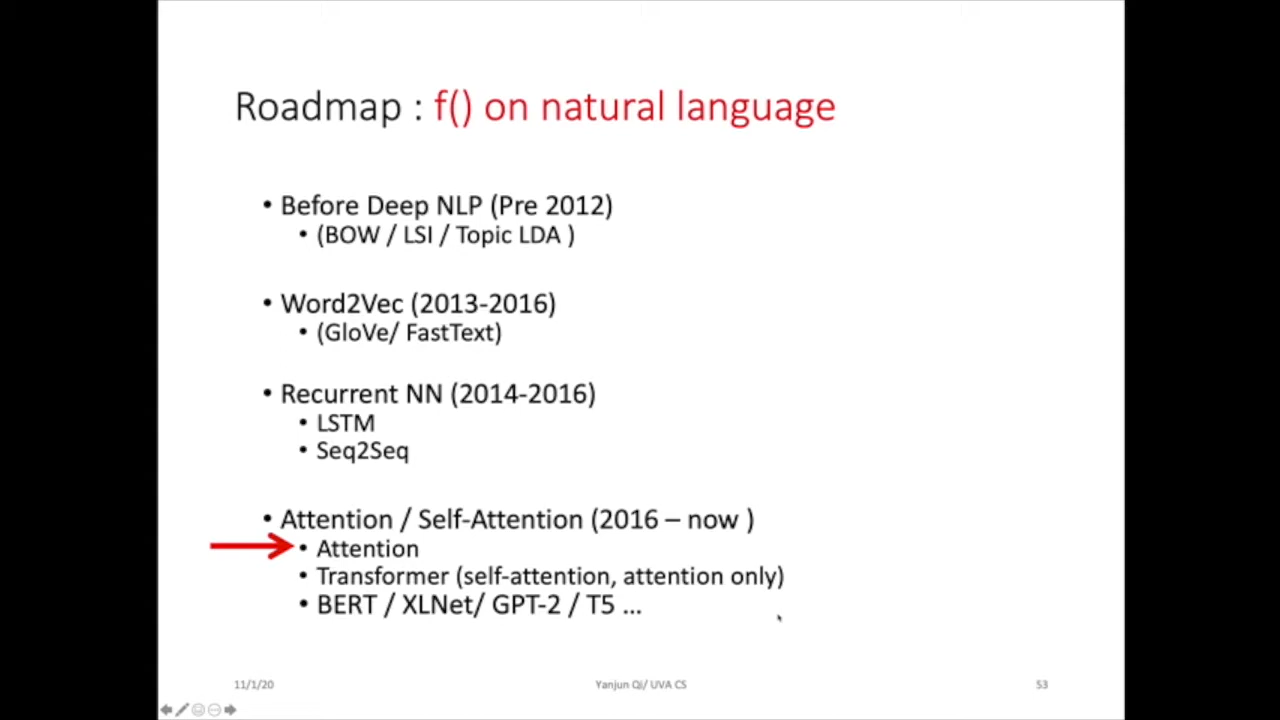 Roadmap : f() on natural language
• Before Deep NLP (Pre 2012)
• (BOW / LSI / Topic LDA )
• Word2Vec (2013-2016)
• (GloVe/ FastText)
• Recurrent NN (2014-2016)
• LSTM
• Seq2Seq
• Attention / Self-Attention (2016 – now )
• Attention
• Transformer (self-attention, attention only)
• BERT / XLNet/ GPT-2 / T5 ...
11/1/20
Yanjun Qi/ UVA CS
53